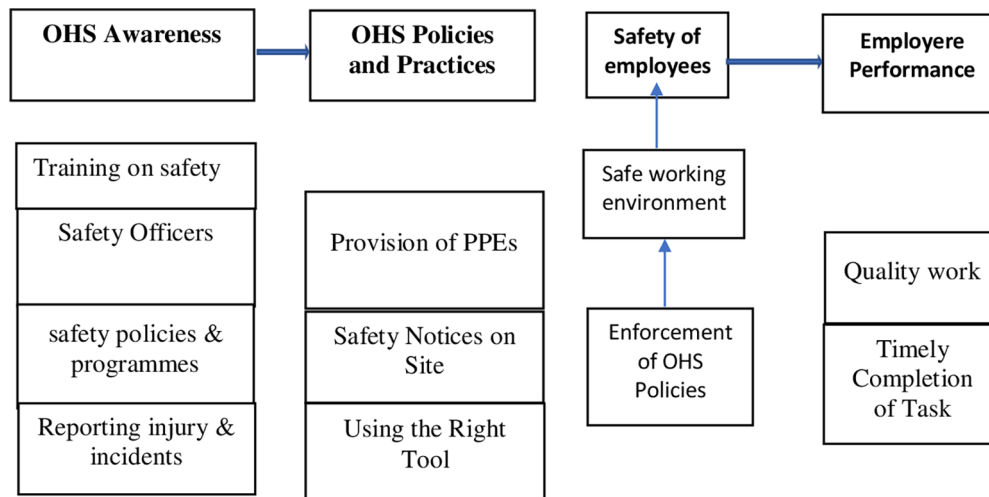 OHS Awareness
OHS Policies
and Practices
Safety of
employees
Employere
Performance
Training on safety
Safety Officers
safety policies &
programmes
Reporting injury &
incidents
Provision of PPEs
Safety Notices on
Site
Using the Right
Tool
Safe working
environment
Enforcement
of OHS
Policies
Quality work
Timely
Completion
of Task